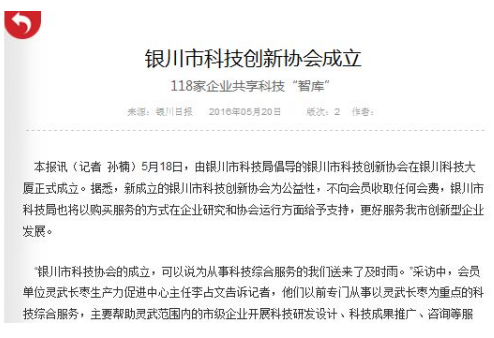 银川市科技创新协会成立
118家企业共享科技“智库”
来源：银川日报 2016年05月20日 版次：2 作者：
本报讯（记者 孙楠）5月18日，由银川市科技局倡导的银川市科技创新协会在银川科技大
厦正式成立。据悉，新成立的银川市科技创新协会为公益性，不向会员收取任何会费，银川市
科技局也将以购买服务的方式在企业研究和协会运行方面给予支持，更好服务我市创新型企业
发展。
“银川市科技协会的成立，可以说为从事科技综合服务的我们送来了及时雨。”采访中，会员
单位灵武长枣生产力促进中心主任李占文告诉记者，他们以前专门从事以灵武长枣为重点的科
技综合服务，主要帮助灵武范围内的市级企业开展科技研发设计、科技成果推广、咨询等服